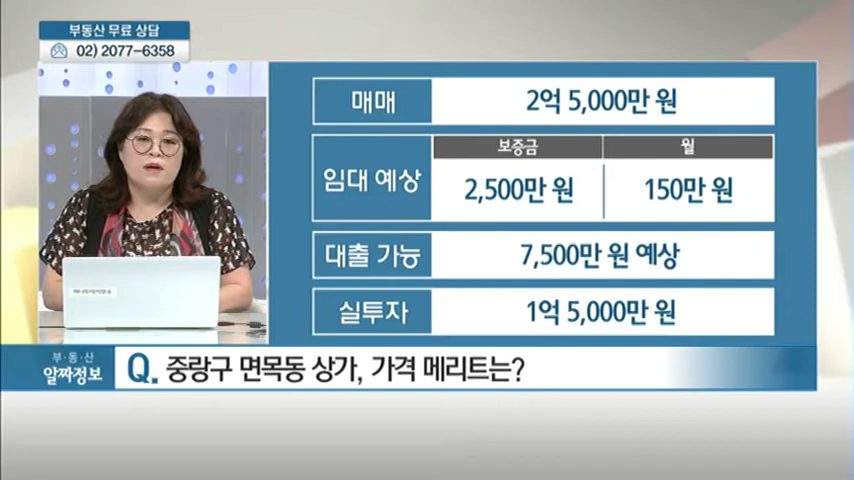 부동산 무료 상담
02) 2077-6358
매매
2억 5,000만 원
임대 예상
보증금
월
2,500만 원
150만 원
대출 가능
7,500만 원 예상
실투자
1억 5,000만 원
부·동·산
알짜정보
Q. 중랑구 면목동 상가, 가격 메리트는?